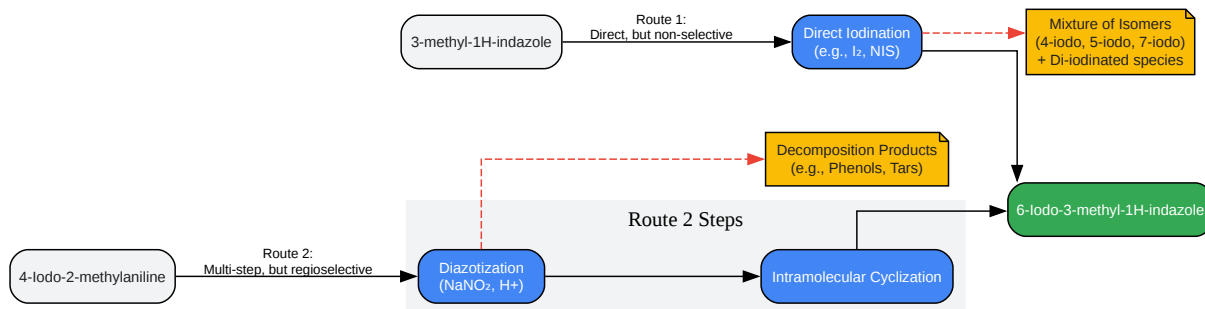 3-methyl-1H-indazole
Route 1:
Direct, but non-selective
Direct Iodination
(e.g., I₂, NIS)
Mixture of Isomers
(4-iodo, 5-iodo, 7-iodo)
+ Di-iodinated species
Decomposition Products
(e.g., Phenols, Tars)
6-Iodo-3-methyl-1H-indazole
Route 2 Steps
4-Iodo-2-methylaniline
Route 2:
Multi-step, but regioselective
Diazotization
(NaNO₂, H+)
Intramolecular Cyclization